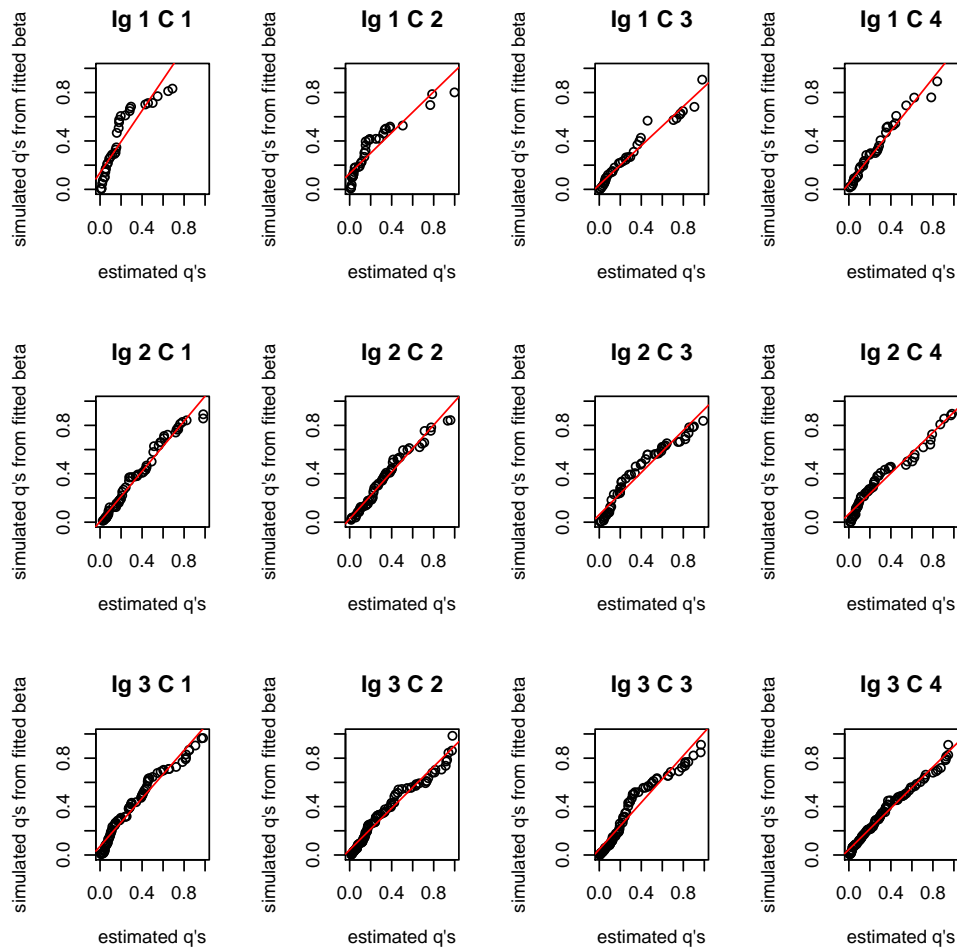 lg 1 C 1
simulated q's from fitted beta
0.0 0.4 0.8
0.0 0.4 0.8
estimated q's
lg 1 C 2
simulated q's from fitted beta
0.0 0.4 0.8
0.0 0.4 0.8
estimated q's
lg 1 C 3
simulated q's from fitted beta
0.0 0.4 0.8
0.0 0.4 0.8
estimated q's
lg 1 C 4
simulated q's from fitted beta
0.0 0.4 0.8
0.0 0.4 0.8
estimated q's
lg 2 C 1
simulated q's from fitted beta
0.0 0.4 0.8
0.0 0.4 0.8
estimated q's
lg 2 C 2
simulated q's from fitted beta
0.0 0.4 0.8
0.0 0.4 0.8
estimated q's
lg 2 C 3
simulated q's from fitted beta
0.0 0.4 0.8
0.0 0.4 0.8
estimated q's
lg 2 C 4
simulated q's from fitted beta
0.0 0.4 0.8
0.0 0.4 0.8
estimated q's
lg 3 C 1
simulated q's from fitted beta
0.0 0.4 0.8
0.0 0.4 0.8
estimated q's
lg 3 C 2
simulated q's from fitted beta
0.0 0.4 0.8
0.0 0.4 0.8
estimated q's
lg 3 C 3
simulated q's from fitted beta
0.0 0.4 0.8
0.0 0.4 0.8
estimated q's
lg 3 C 4
simulated q's from fitted beta
0.0 0.4 0.8
0.0 0.4 0.8
estimated q's